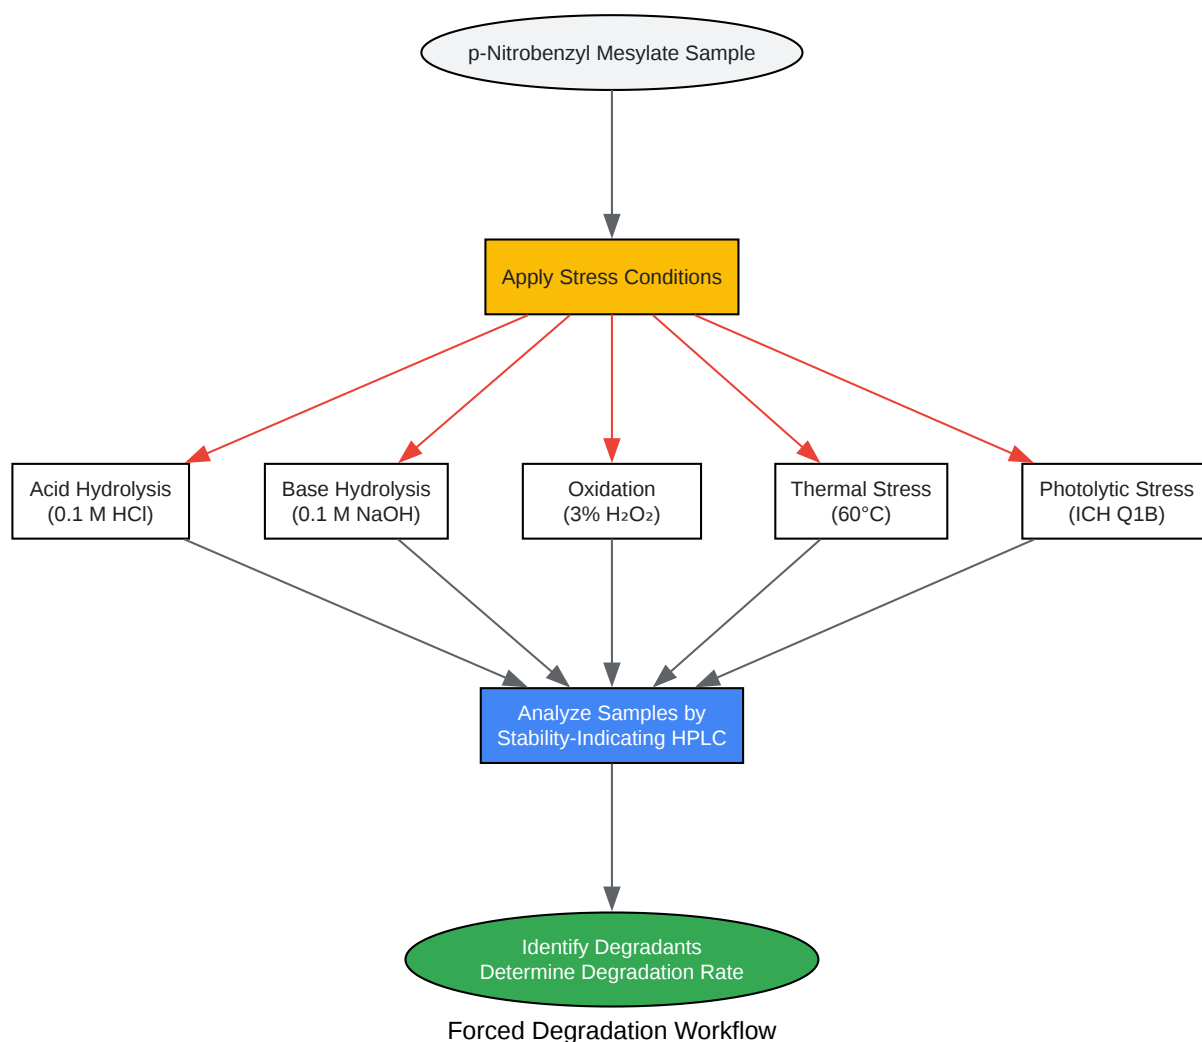 p-Nitrobenzyl Mesylate Sample
Apply Stress Conditions
Acid Hydrolysis
(0.1 M HCl)
Base Hydrolysis
(0.1 M NaOH)
Oxidation
(3% H₂O₂)
Thermal Stress
(60°C)
Photolytic Stress
(ICH Q1B)
Analyze Samples by
Stability-Indicating HPLC
Identify Degradants
Determine Degradation Rate
Forced Degradation Workflow